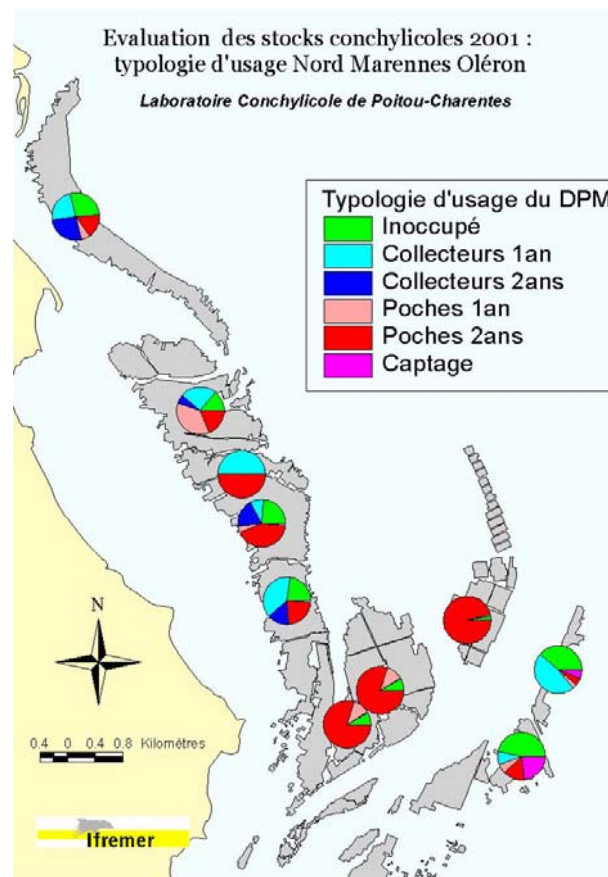 Evaluation des stocks conchylicoles 2001 :
typologie d'usage Nord Marennes Oléron
Laboratoire Conchylicole de Poitou-Charentes
Typologie d'usage du DPM
Inoccupé
Collecteurs 1an
Collecteurs 2ans
Poches 1an
Poches 2ans
Captage
N
0.4 0 0.4 0.8 Kilomètres
Ifremer